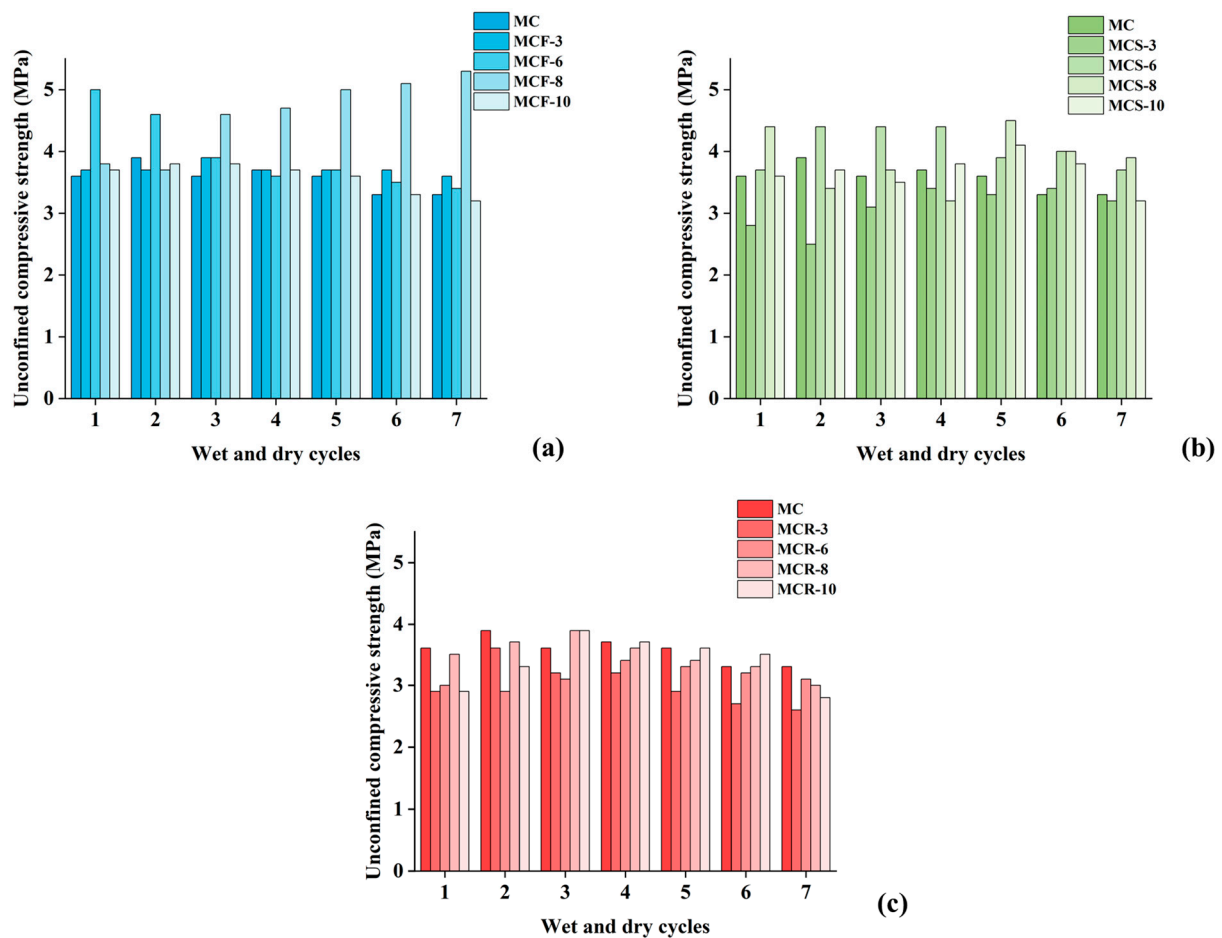 Unconfined compressive strength (MPa)
5
4
3
2
1
0
MC
MCF-3
MCF-6
MCF-8
MCF-10
1 2 3 4 5 6 7
Wet and dry cycles
(a)
Unconfined compressive strength (MPa)
5
4
3
2
1
0
MC
MCS-3
MCS-6
MCS-8
MCS-10
1 2 3 4 5 6 7
Wet and dry cycles
(b)
Unconfined compressive strength (MPa)
5
4
3
2
1
0
MC
MCR-3
MCR-6
MCR-8
MCR-10
1 2 3 4 5 6 7
Wet and dry cycles
(c)